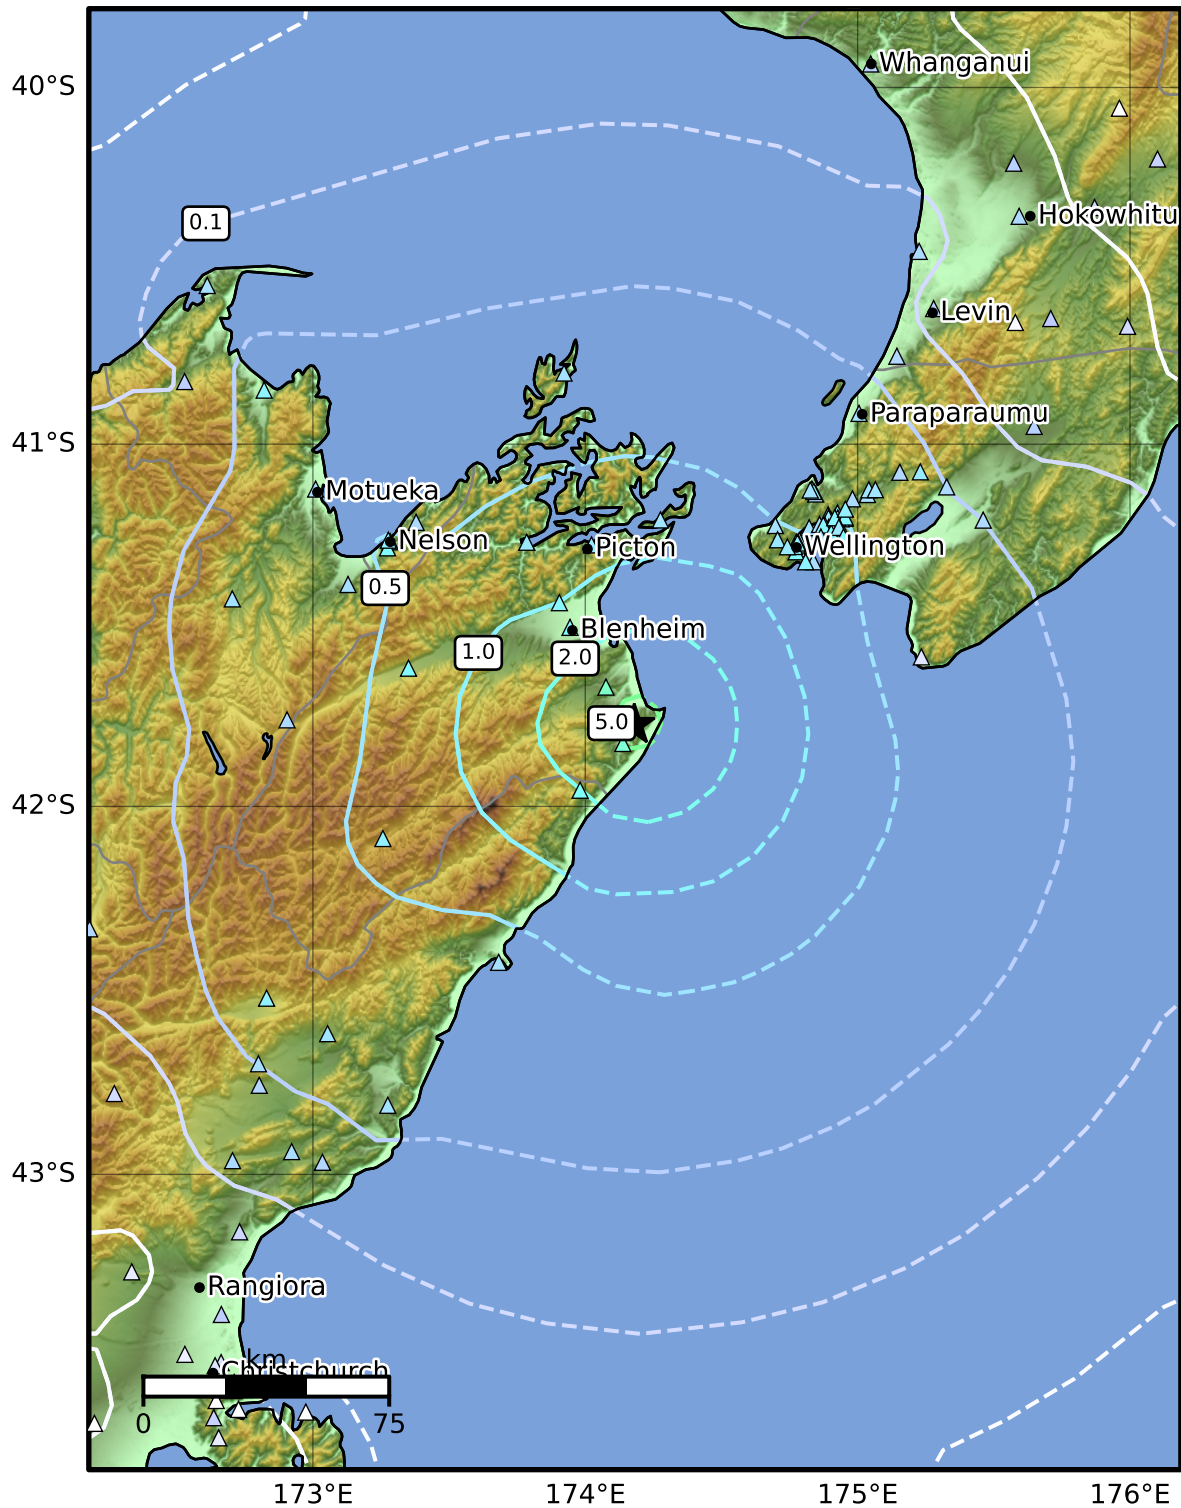 40°S
Whanganui
Hokowhitu
0.1
Levin
Paraparaumu
41°S
Motueka
Nelson
Picton
Wellington
0.5
Blenheim
1.0
2.0
5.0
42°S
43°S
Rangiora
km
Christchurch
0
75
173°E
174°E
175°E
176°E